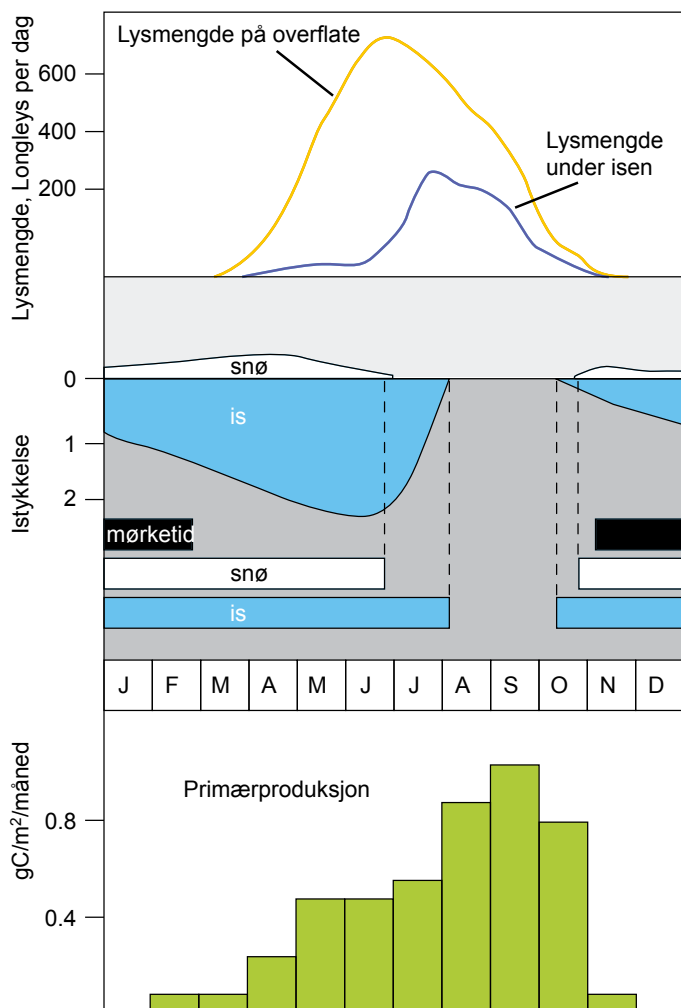 Lysmengde på overflate
Lysmengde
under isen
Lysmengde, Longleys per dag
600
400
200
snø
0
is
Istykkelse
1
2
mørketid
snø
is
J F M A M J J A S O N D
Primærproduksjon
gC/m²/måned
0.8
0.4